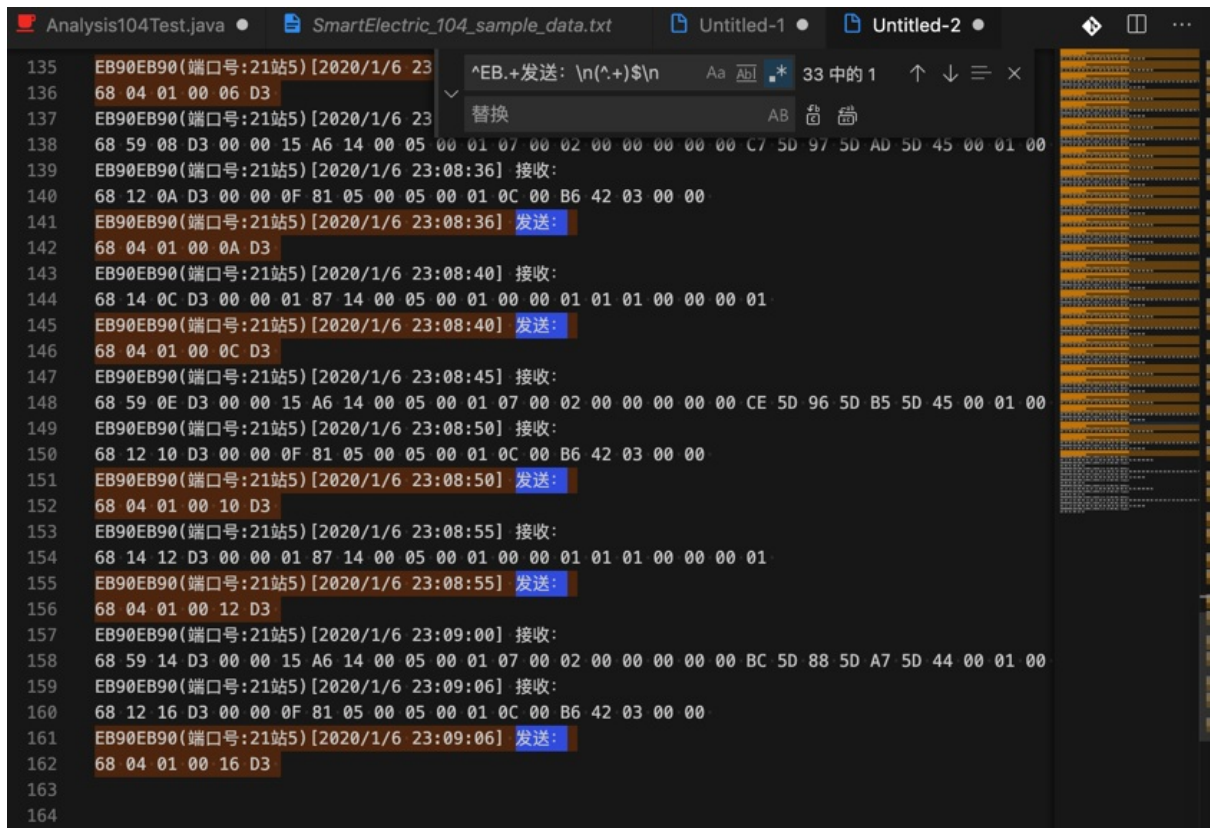 Analysis104Test.java
SmartElectric_104_sample_data.txt
Untitled-1
Untitled-2
^EB.+发送: \n(^.+)$\n Aa Abl .* 33 中的 1
替换 AB
135 EB90EB90(端口号:21站5)[2020/1/6 23
136 68 04 01 00 06 D3
137 EB90EB90(端口号:21站5)[2020/1/6 23
138 68 59 08 D3 00 00 15 A6 14 00 05 00 01 07 00 02 00 00 00 00 00 C7 5D 97 5D AD 5D 45 00 01 00
139 EB90EB90(端口号:21站5)[2020/1/6 23:08:36] 接收:
140 68 12 0A D3 00 00 0F 81 05 00 05 00 01 0C 00 B6 42 03 00 00
141 EB90EB90(端口号:21站5)[2020/1/6 23:08:36] 发送:
142 68 04 01 00 0A D3
143 EB90EB90(端口号:21站5)[2020/1/6 23:08:40] 接收:
144 68 14 0C D3 00 00 01 87 14 00 05 00 01 00 00 01 01 01 00 00 00 01
145 EB90EB90(端口号:21站5)[2020/1/6 23:08:40] 发送:
146 68 04 01 00 0C D3
147 EB90EB90(端口号:21站5)[2020/1/6 23:08:45] 接收:
148 68 59 0E D3 00 00 15 A6 14 00 05 00 01 07 00 02 00 00 00 00 00 CE 5D 96 5D B5 5D 45 00 01 00
149 EB90EB90(端口号:21站5)[2020/1/6 23:08:50] 接收:
150 68 12 10 D3 00 00 0F 81 05 00 05 00 01 0C 00 B6 42 03 00 00
151 EB90EB90(端口号:21站5)[2020/1/6 23:08:50] 发送:
152 68 04 01 00 10 D3
153 EB90EB90(端口号:21站5)[2020/1/6 23:08:55] 接收:
154 68 14 12 D3 00 00 01 87 14 00 05 00 01 00 00 01 01 01 00 00 00 01
155 EB90EB90(端口号:21站5)[2020/1/6 23:08:55] 发送:
156 68 04 01 00 12 D3
157 EB90EB90(端口号:21站5)[2020/1/6 23:09:00] 接收:
158 68 59 14 D3 00 00 15 A6 14 00 05 00 01 07 00 02 00 00 00 00 00 BC 5D 88 5D A7 5D 44 00 01 00
159 EB90EB90(端口号:21站5)[2020/1/6 23:09:06] 接收:
160 68 12 16 D3 00 00 0F 81 05 00 05 00 01 0C 00 B6 42 03 00 00
161 EB90EB90(端口号:21站5)[2020/1/6 23:09:06] 发送:
162 68 04 01 00 16 D3
163
164